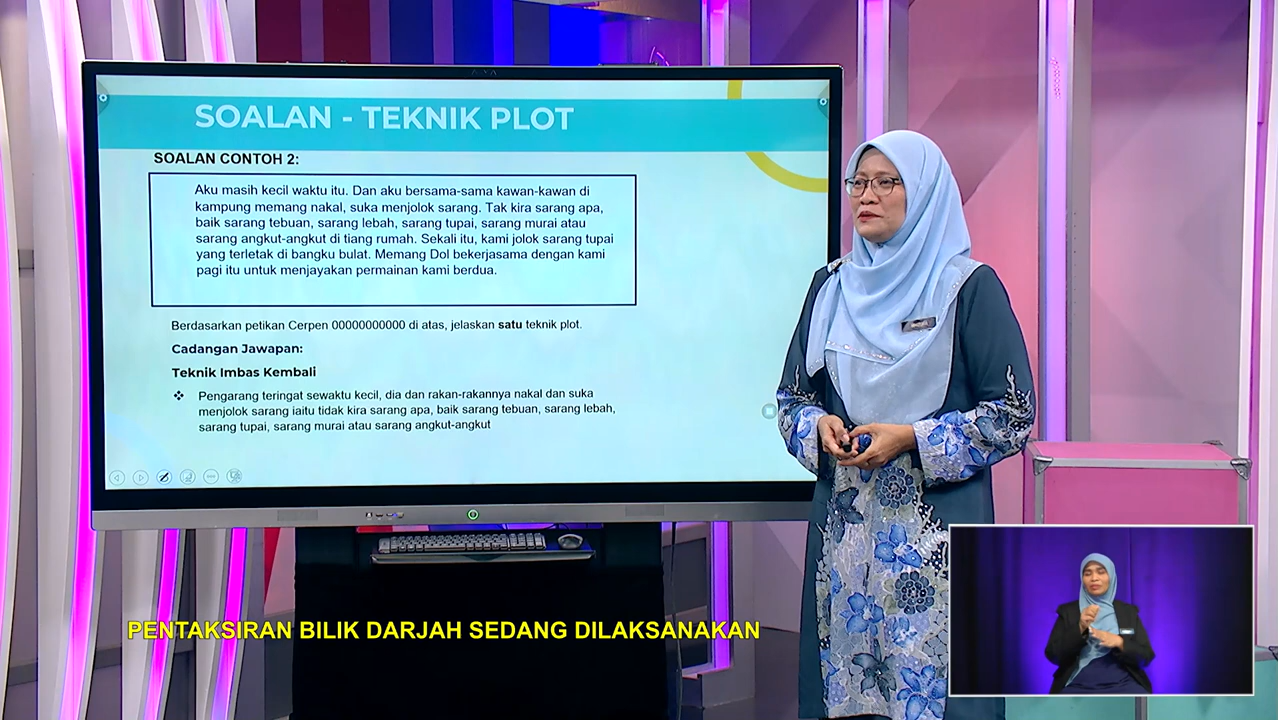 SOALAN - TEKNIK PLOT
SOALAN CONTOH 2:
Aku masih kecil waktu itu. Dan aku bersama-sama kawan-kawan di
kampung memang nakal, suka menjolok sarang. Tak kira sarang apa,
baik sarang tebuan, sarang lebah, sarang tupai, sarang murai atau
sarang angkut-angkut di tiang rumah. Sekali itu, kami jolok sarang tupai
yang terletak di bangku bulat. Memang Dol bekerjasama dengan kami
pagi itu untuk menjayakan permainan kami berdua.
Berdasarkan petikan Cerpen 00000000000 di atas, jelaskan satu teknik plot.
Cadangan Jawapan:
Teknik Imbas Kembali
❖ Pengarang teringat sewaktu kecil, dia dan rakan-rakannya nakal dan suka
menjolok sarang iaitu tidak kira sarang apa, baik sarang tebuan, sarang lebah,
sarang tupai, sarang murai atau sarang angkut-angkut
PENTAKSIRAN BILIK DARJAH SEDANG DILAKSANAKAN